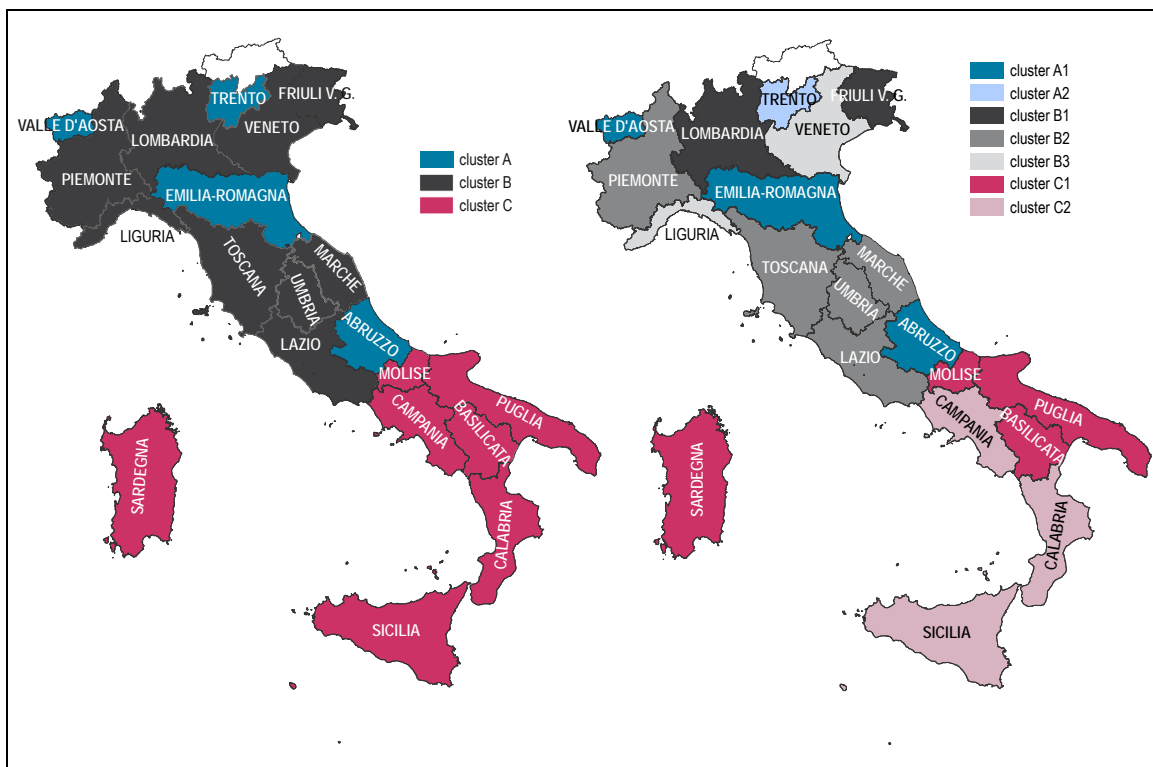 TRENTO
FRIULI V. G.
VALLE D'AOSTA
LOMBARDIA
VENETO
PIEMONTE
EMILIA-ROMAGNA
LIGURIA
TOSCANA
MARCHE
UMBRIA
LAZIO
ABRUZZO
MOLISE
CAMPANIA
BASILICATA
PUGLIA
SARDEGNA
CALABRIA
SICILIA
cluster A
cluster B
cluster C
TRENTO
FRIULI V. G.
VALLE D'AOSTA
LOMBARDIA
VENETO
PIEMONTE
EMILIA-ROMAGNA
LIGURIA
TOSCANA
MARCHE
UMBRIA
LAZIO
ABRUZZO
MOLISE
CAMPANIA
BASILICATA
PUGLIA
SARDEGNA
CALABRIA
SICILIA
cluster A1
cluster A2
cluster B1
cluster B2
cluster B3
cluster C1
cluster C2